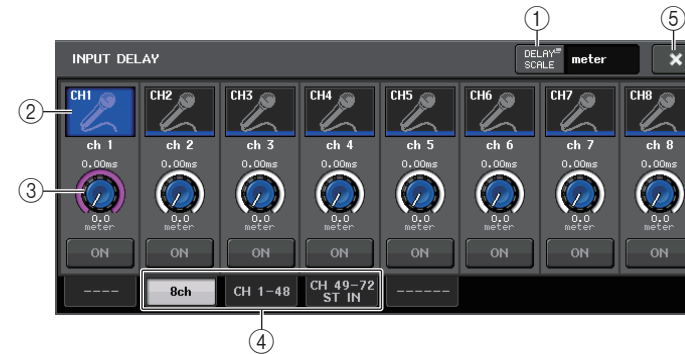 ① ⑤
INPUT DELAY DELAY SCALE meter ×
② CH1 CH2 CH3 CH4 CH5 CH6 CH7 CH8
ch 1 ch 2 ch 3 ch 4 ch 5 ch 6 ch 7 ch 8
0.00ms 0.00ms 0.00ms 0.00ms 0.00ms 0.00ms 0.00ms 0.00ms
③
0.0 0.0 0.0 0.0 0.0 0.0 0.0 0.0
meter meter meter meter meter meter meter meter
ON ON ON ON ON ON ON ON
---- 8ch CH 1-48 CH 49-72 ST IN ------
④